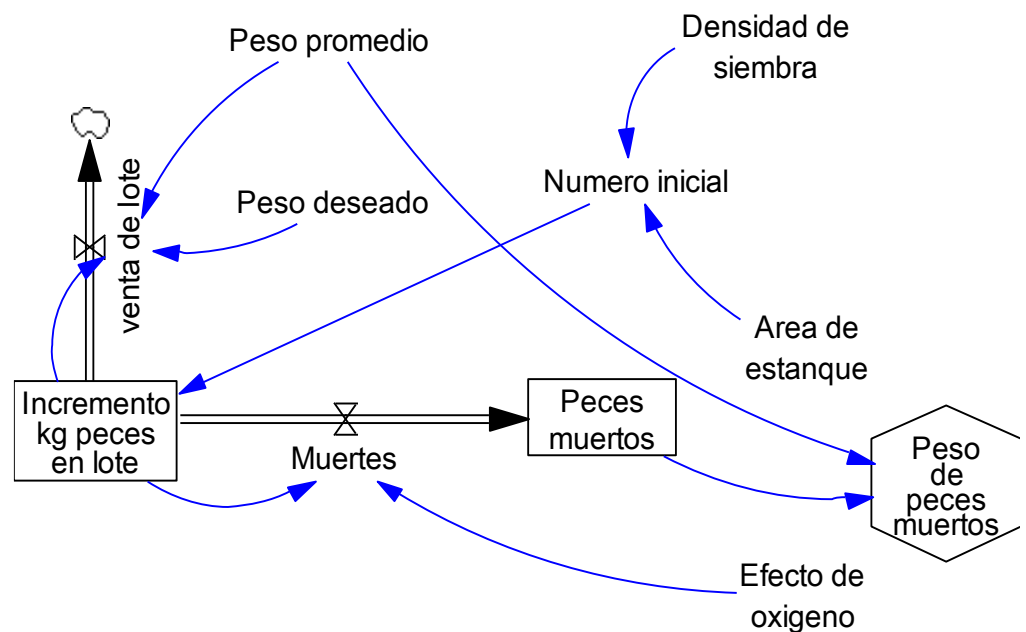 Peso promedio
Densidad de
siembra
venta de lote
Peso deseado
Numero inicial
Area de
estanque
Incremento
kg peces
en lote
Muertes
Peces
muertos
Peso
de
peces
muertos
Efecto de
oxigeno